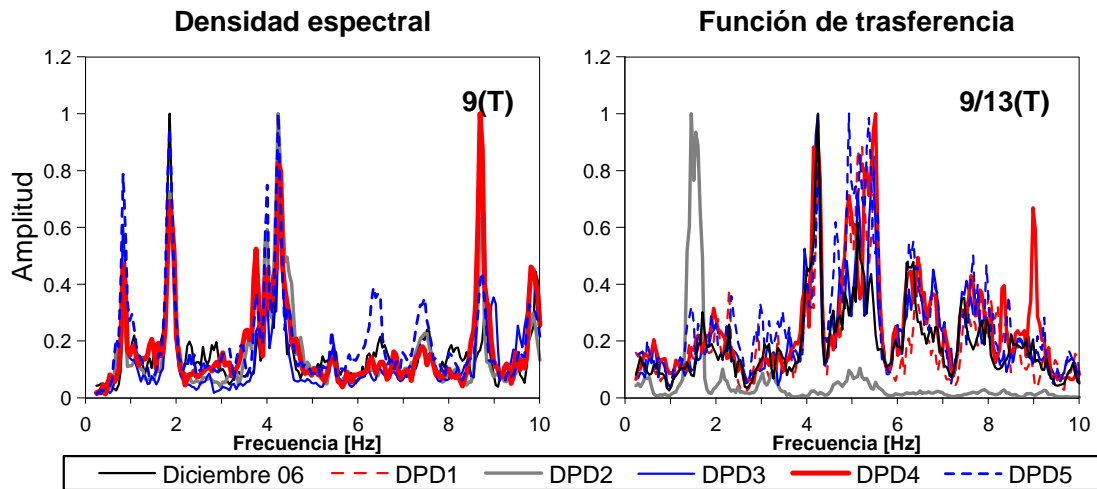 Densidad espectral
Función de trasferencia
Amplitud
1.2
1
0.8
0.6
0.4
0.2
0
9(T)
0 2 4 6 8 10
Frecuencia [Hz]
1.2
1
0.8
0.6
0.4
0.2
0
9/13(T)
0 2 4 6 8 10
Frecuencia [Hz]
Diciembre 06 DPD1 DPD2 DPD3 DPD4 DPD5